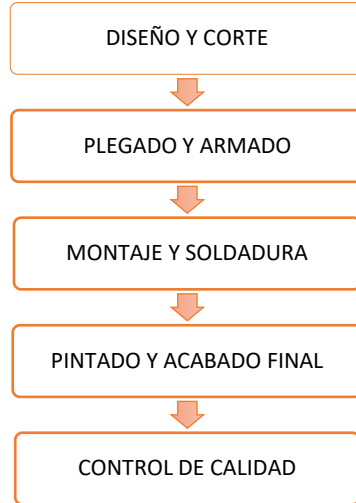 DISEÑO Y CORTE
PLEGADO Y ARMADO
MONTAJE Y SOLDADURA
PINTADO Y ACABADO FINAL
CONTROL DE CALIDAD